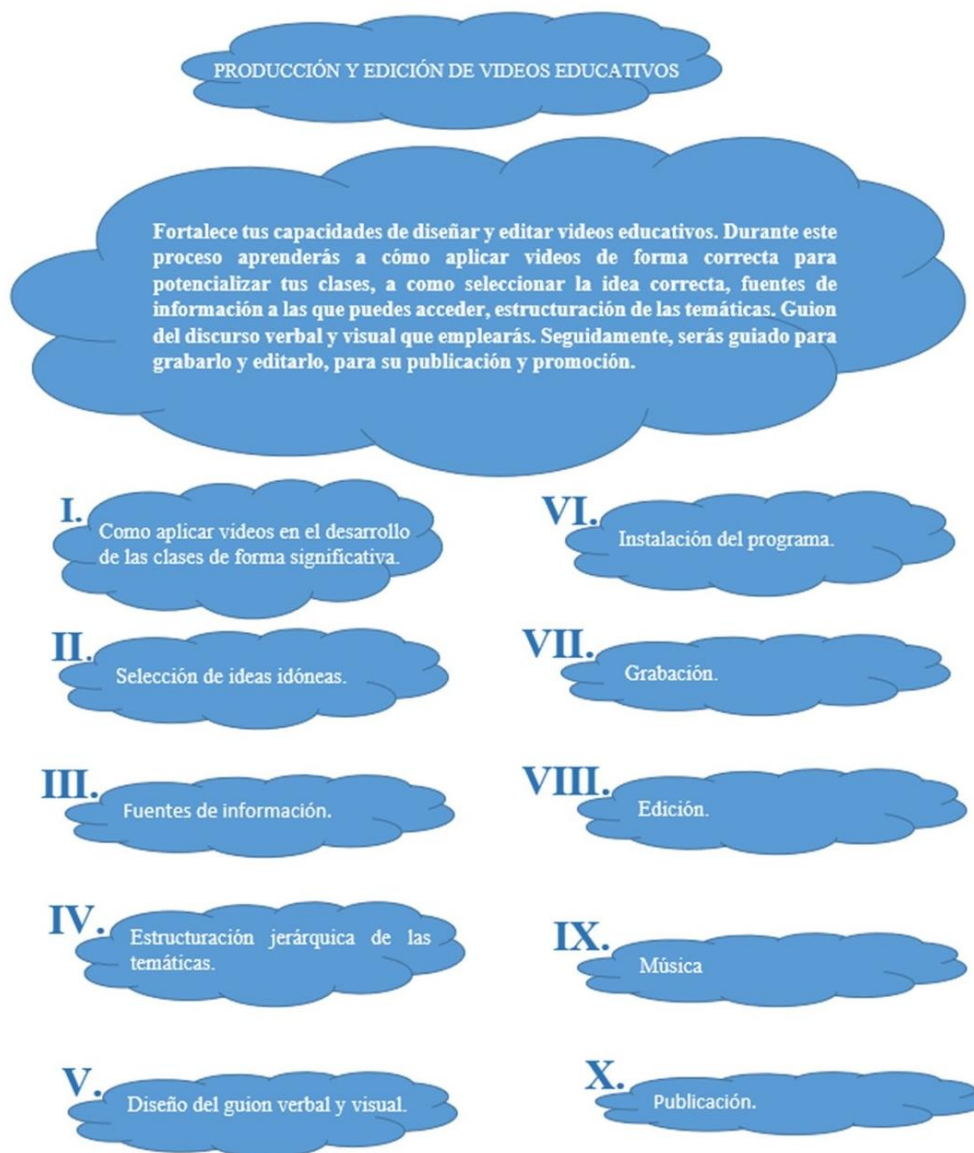 PRODUCCIÓN Y EDICIÓN DE VIDEOS EDUCATIVOS
Fortalece tus capacidades de diseñar y editar videos educativos. Durante este
proceso aprenderás a cómo aplicar videos de forma correcta para
potencializar tus clases, a como seleccionar la idea correcta, fuentes de
información a las que puedes acceder, estructuración de las temáticas. Guion
del discurso verbal y visual que emplearás. Seguidamente, serás guiado para
grabarlo y editarlo, para su publicación y promoción.
I.
Como aplicar videos en el desarrollo
de las clases de forma significativa.
II.
Selección de ideas idóneas.
III.
Fuentes de información.
IV.
Estructuración jerárquica de las
temáticas.
V.
Diseño del guion verbal y visual.
VI.
Instalación del programa.
VII.
Grabación.
VIII.
Edición.
IX.
Música
X.
Publicación.